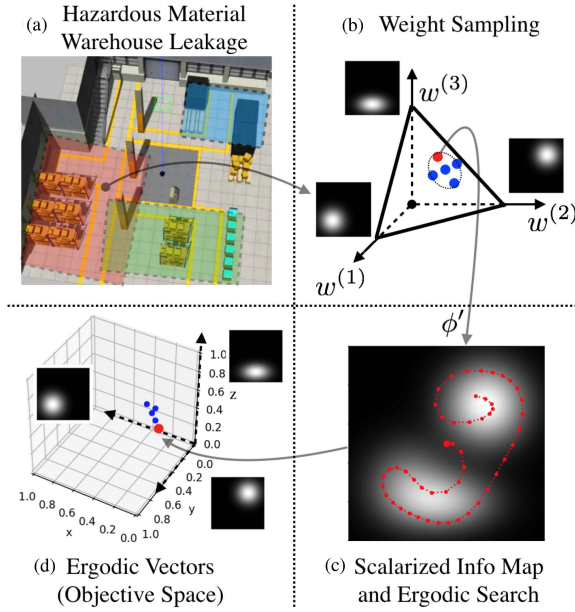 (a) Hazardous Material
Warehouse Leakage
(b) Weight Sampling
w^{(3)}
w^{(2)}
w^{(1)}
ϕ′
1.0
0.8
0.6
0.4
0.2
0.0
z
0.0
0.2
0.4
0.6
0.8
1.0
y
1.0
0.8
0.6
0.4
0.2
0.0
x
(d) Ergodic Vectors
(Objective Space)
(c) Scalarized Info Map
and Ergodic Search